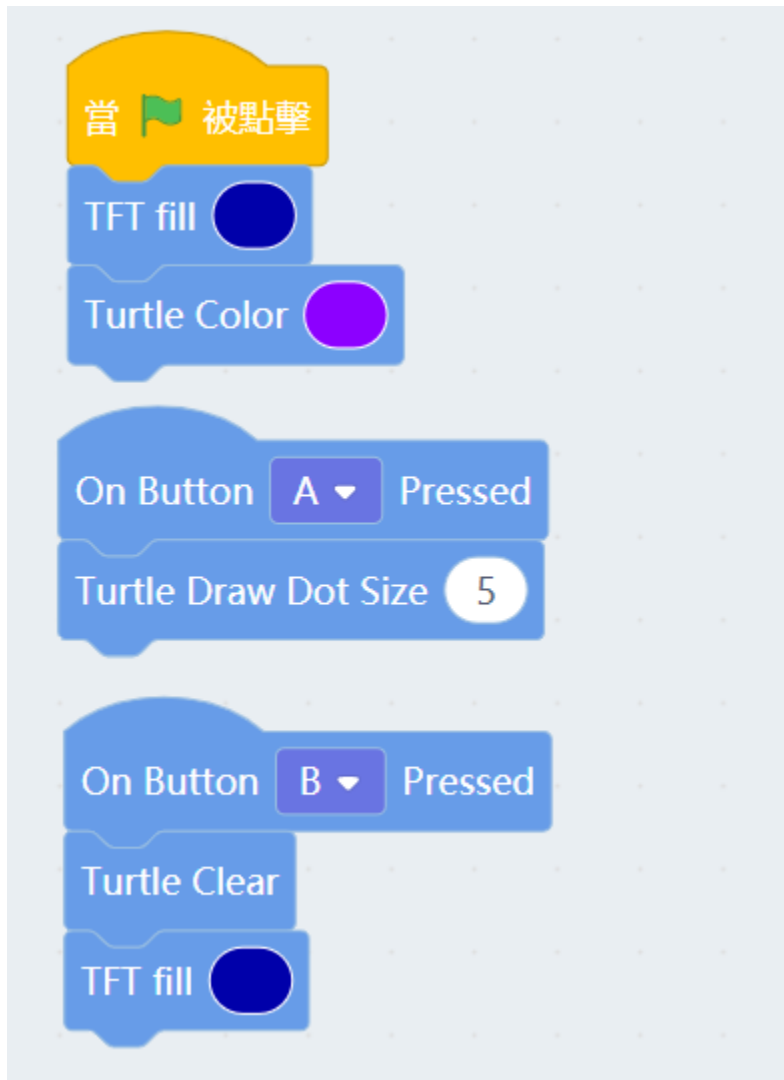 當 被點擊
TFT fill
Turtle Color
On Button A Pressed
Turtle Draw Dot Size 5
On Button B Pressed
Turtle Clear
TFT fill